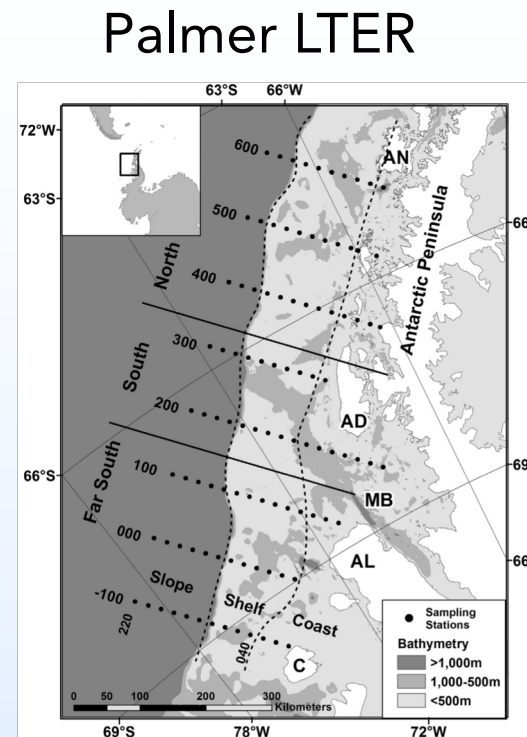 Palmer LTER
63°S 66°W
72°W
63°S
600
AN
500
66
North
400
Antarctic Peninsula
300
South
200
AD
69
66°S
Far South
100
MB
66
000
AL
Slope
-100
Shelf
Coast
220
040
C
Sampling
Stations
Bathymetry
>1,000m
1,000-500m
<500m
0 50 100 200 300
Kilometers
69°S 78°W 72°W